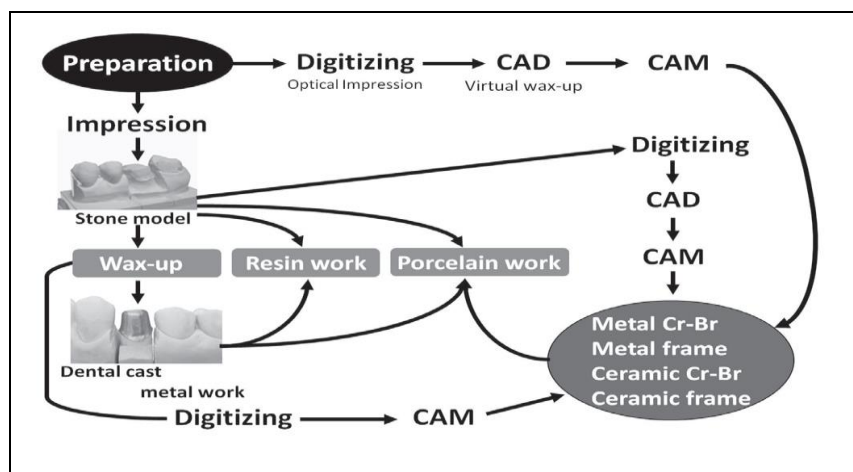 Preparation
Digitizing
Optical Impression
CAD
Virtual wax-up
CAM
Impression
Stone model
Digitizing
CAD
CAM
Wax-up
Resin work
Porcelain work
Dental cast
metal work
Digitizing
CAM
Metal Cr-Br
Metal frame
Ceramic Cr-Br
Ceramic frame